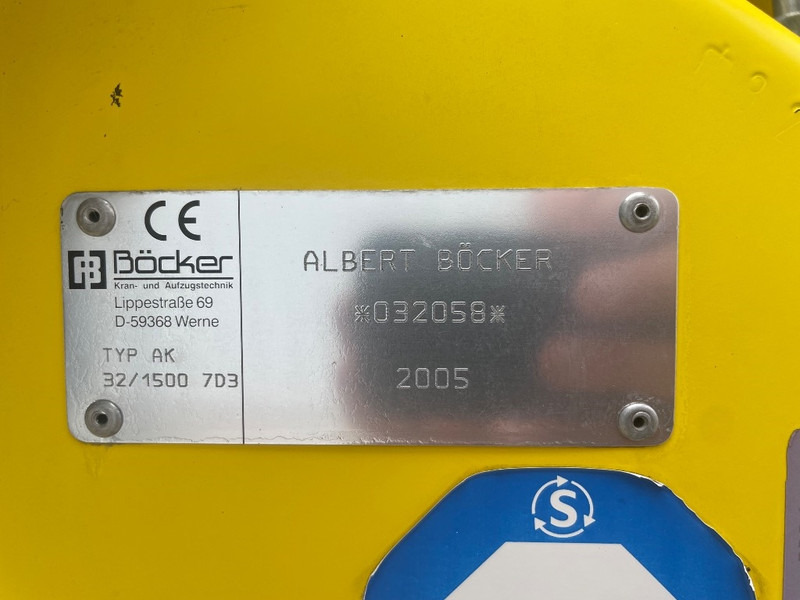 CE
Böcker
Kran- und Aufzugstechnik
Lippestraße 69
D-59368 Werne
TYP AK
32/1500 7D3
ALBERT BÖCKER
*032058*
2005
S